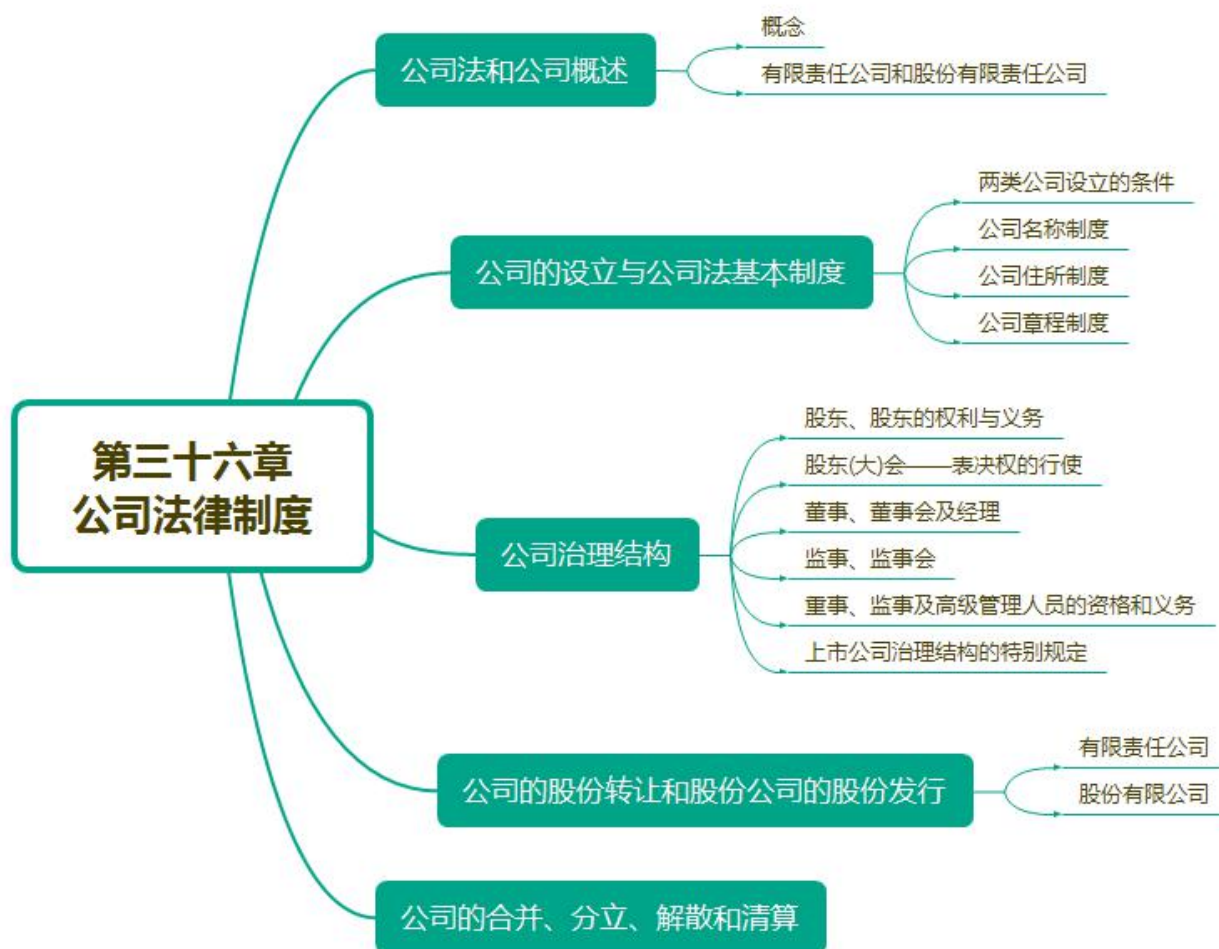 第三十六章
公司法律制度
公司法和公司概述
概念
有限责任公司和股份有限责任公司
公司的设立与公司法基本制度
两类公司设立的条件
公司名称制度
公司住所制度
公司章程制度
公司治理结构
股东、股东的权利与义务
股东(大)会——表决权的行使
董事、董事会及经理
监事、监事会
董事、监事及高级管理人员的资格和义务
上市公司治理结构的特别规定
公司的股份转让和股份公司的股份发行
有限责任公司
股份有限公司
公司的合并、分立、解散和清算